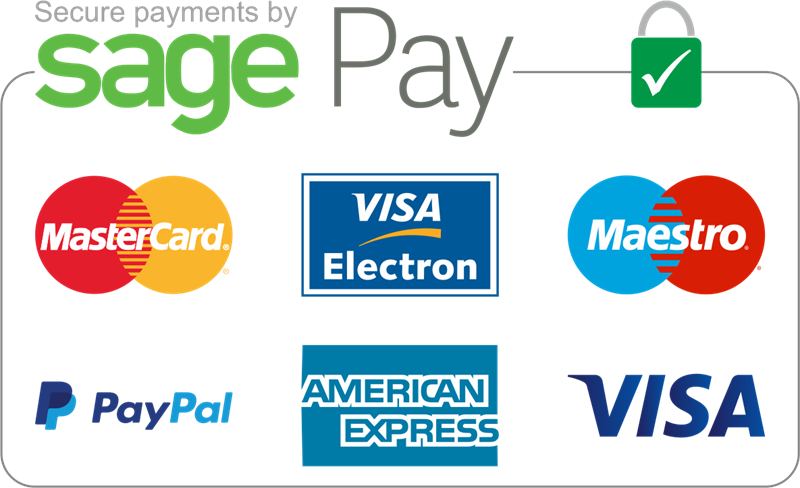 Secure payments by
sage Pay
MasterCard®
VISA
Electron
Maestro®
PayPal
AMERICAN
EXPRESS
VISA